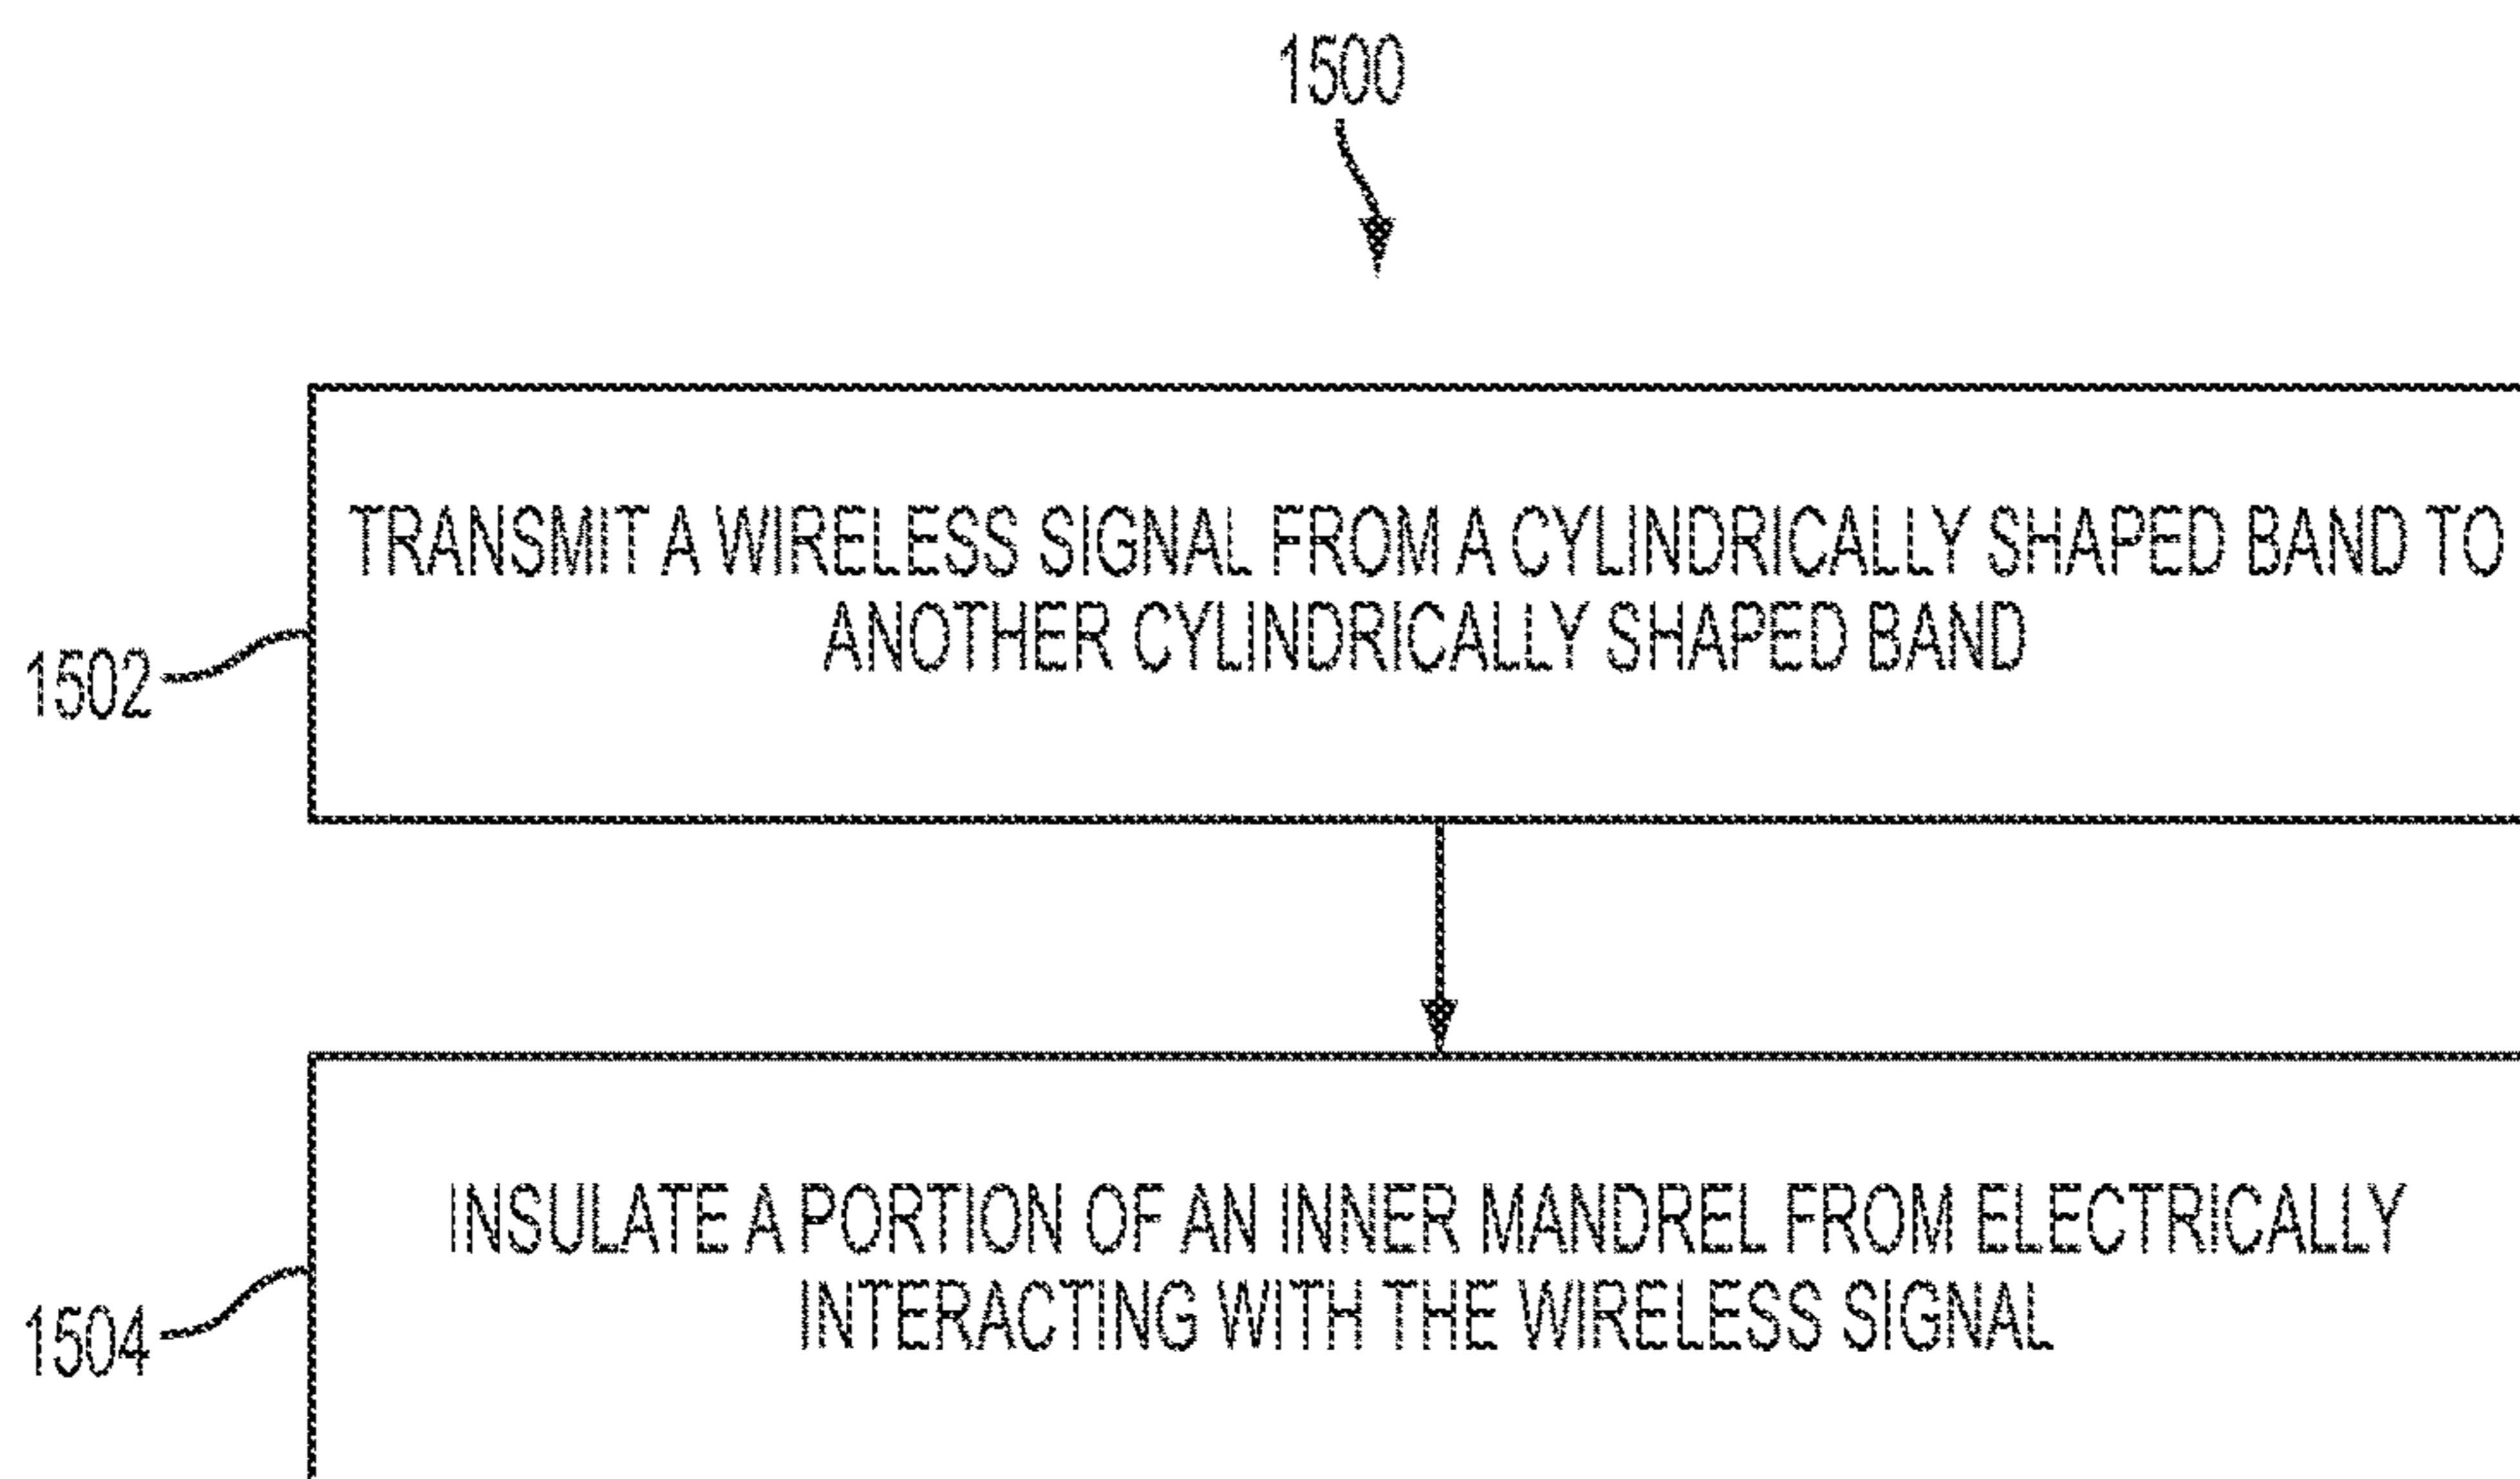 1500
TRANSMIT A WIRELESS SIGNAL FROM A CYLINDRICALLY SHAPED BAND TO
ANOTHER CYLINDRICALLY SHAPED BAND
1502
INSULATE A PORTION OF AN INNER MANDREL FROM ELECTRICALLY
INTERACTING WITH THE WIRELESS SIGNAL
1504